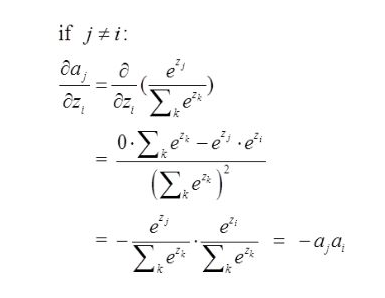 if j ≠ i:
∂a_j/∂z_i = ∂/∂z_i (e^{z_j} / ∑_k e^{z_k})
= (0·∑_k e^{z_k} − e^{z_j} · e^{z_i}) / (∑_k e^{z_k})^2
= − e^{z_j} / ∑_k e^{z_k} · e^{z_i} / ∑_k e^{z_k} = −a_j a_i